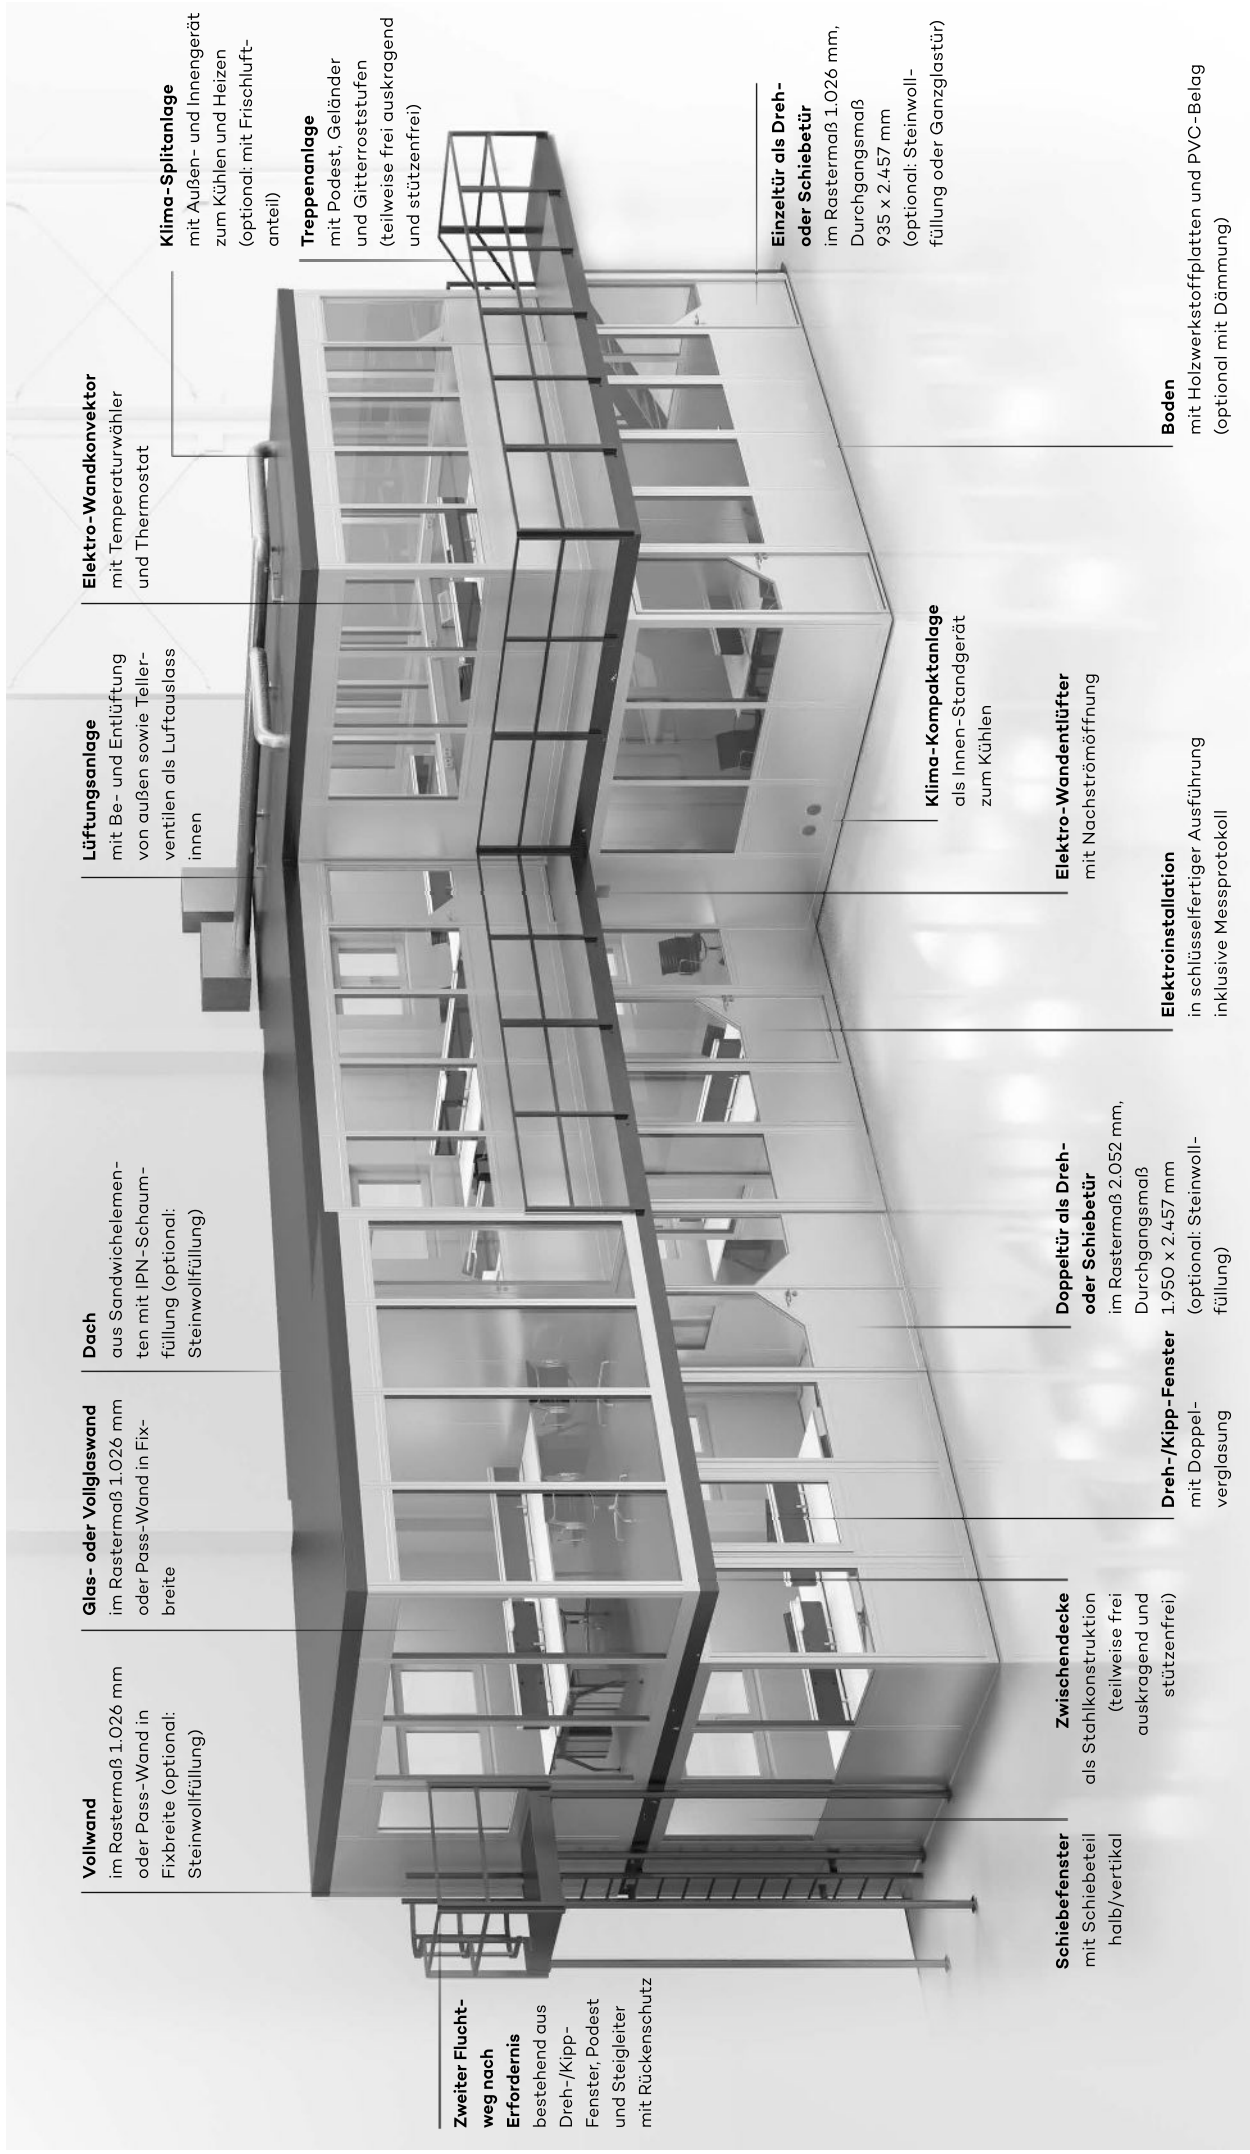 Zweiter Flucht-
weg nach
Erfordernis
bestehend aus
Dreh-/Kipp-
Fenster, Podest
und Steigleiter
mit Rückenschutz
Vollwand
im Rastermaß 1.026 mm
oder Pass-Wand in
Fixbreite (optional:
Steinwollfüllung)
Glas- oder Vollglaswand
im Rastermaß 1.026 mm
oder Pass-Wand in Fix-
breite
Dach
aus Sandwichelemen-
ten mit IPN-Schaum-
füllung (optional:
Steinwollfüllung)
Lüftungsanlage
mit Be- und Entlüftung
von außen sowie Teller-
ventilen als Luftauslass
innen
Elektro-Wandkonvektor
mit Temperaturwähler
und Thermostat
Klima-Splitanlage
mit Außen- und Innengerät
zum Kühlen und Heizen
(optional: mit Frischluft-
anteil)
Treppenanlage
mit Podest, Geländer
und Gitterroststufen
(teilweise frei auskragend
und stützenfrei)
Einzeltür als Dreh-
oder Schiebetür
im Rastermaß 1.026 mm,
Durchgangsmaß
935 x 2.457 mm
(optional: Steinwoll-
füllung oder Ganzglastür)
Schiebefenster
mit Schiebeteil
halb/vertikal
Zwischendecke
als Stahlkonstruktion
(teilweise frei
auskragend und
stützenfrei)
Dreh-/Kipp-Fenster
mit Doppel-
verglasung
Doppeltür als Dreh-
oder Schiebetür
im Rastermaß 2.052 mm,
Durchgangsmaß
1.950 x 2.457 mm
(optional: Steinwoll-
füllung)
Elektroinstallation
in schlüsselfertiger Ausführung
inklusive Messprotokoll
Elektro-Wandentlüfter
mit Nachströmöffnung
Klima-Kompaktanlage
als Innen-Standgerät
zum Kühlen
Boden
mit Holzwerkstoffplatten und PVC-Belag
(optional mit Dämmung)